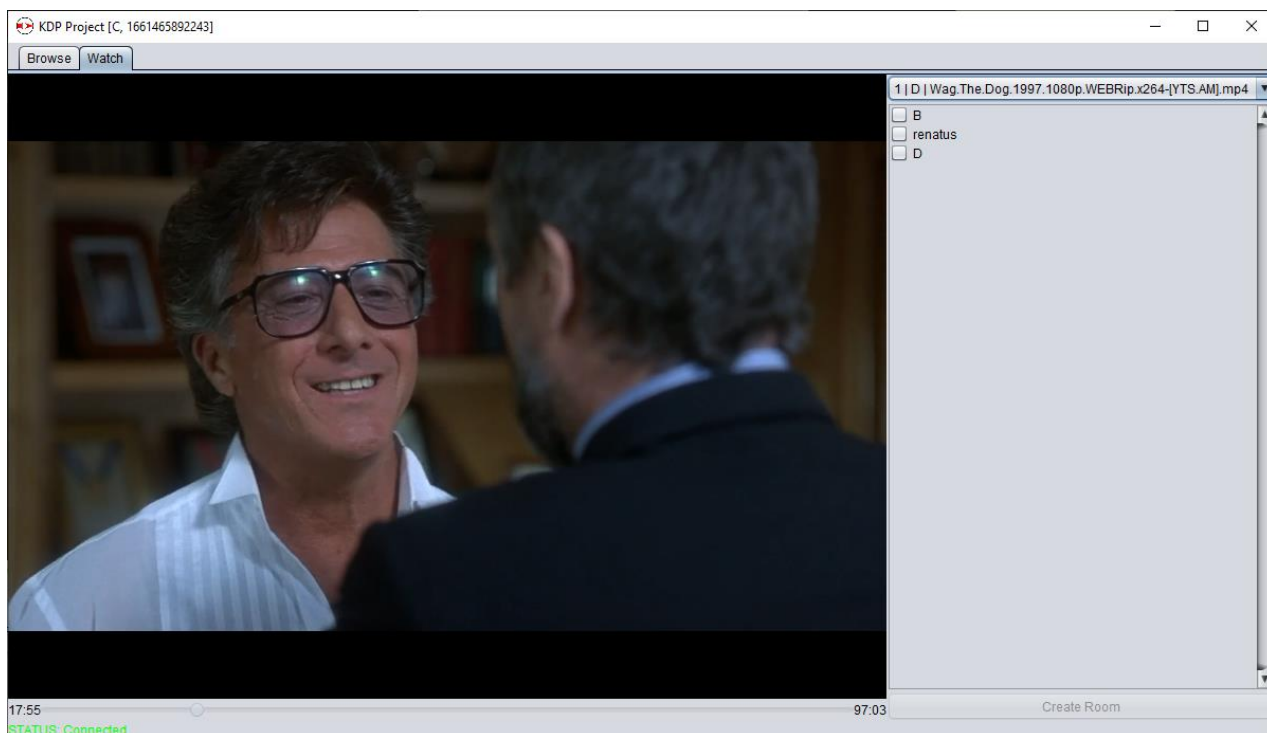 KDP Project [C, 1661465892243]
Browse Watch
1 | D | Wag.The.Dog.1997.1080p.WEBRip.x264-[YTS.AM].mp4
B
renatus
D
17:55 97:03 Create Room
STATUS: Connected